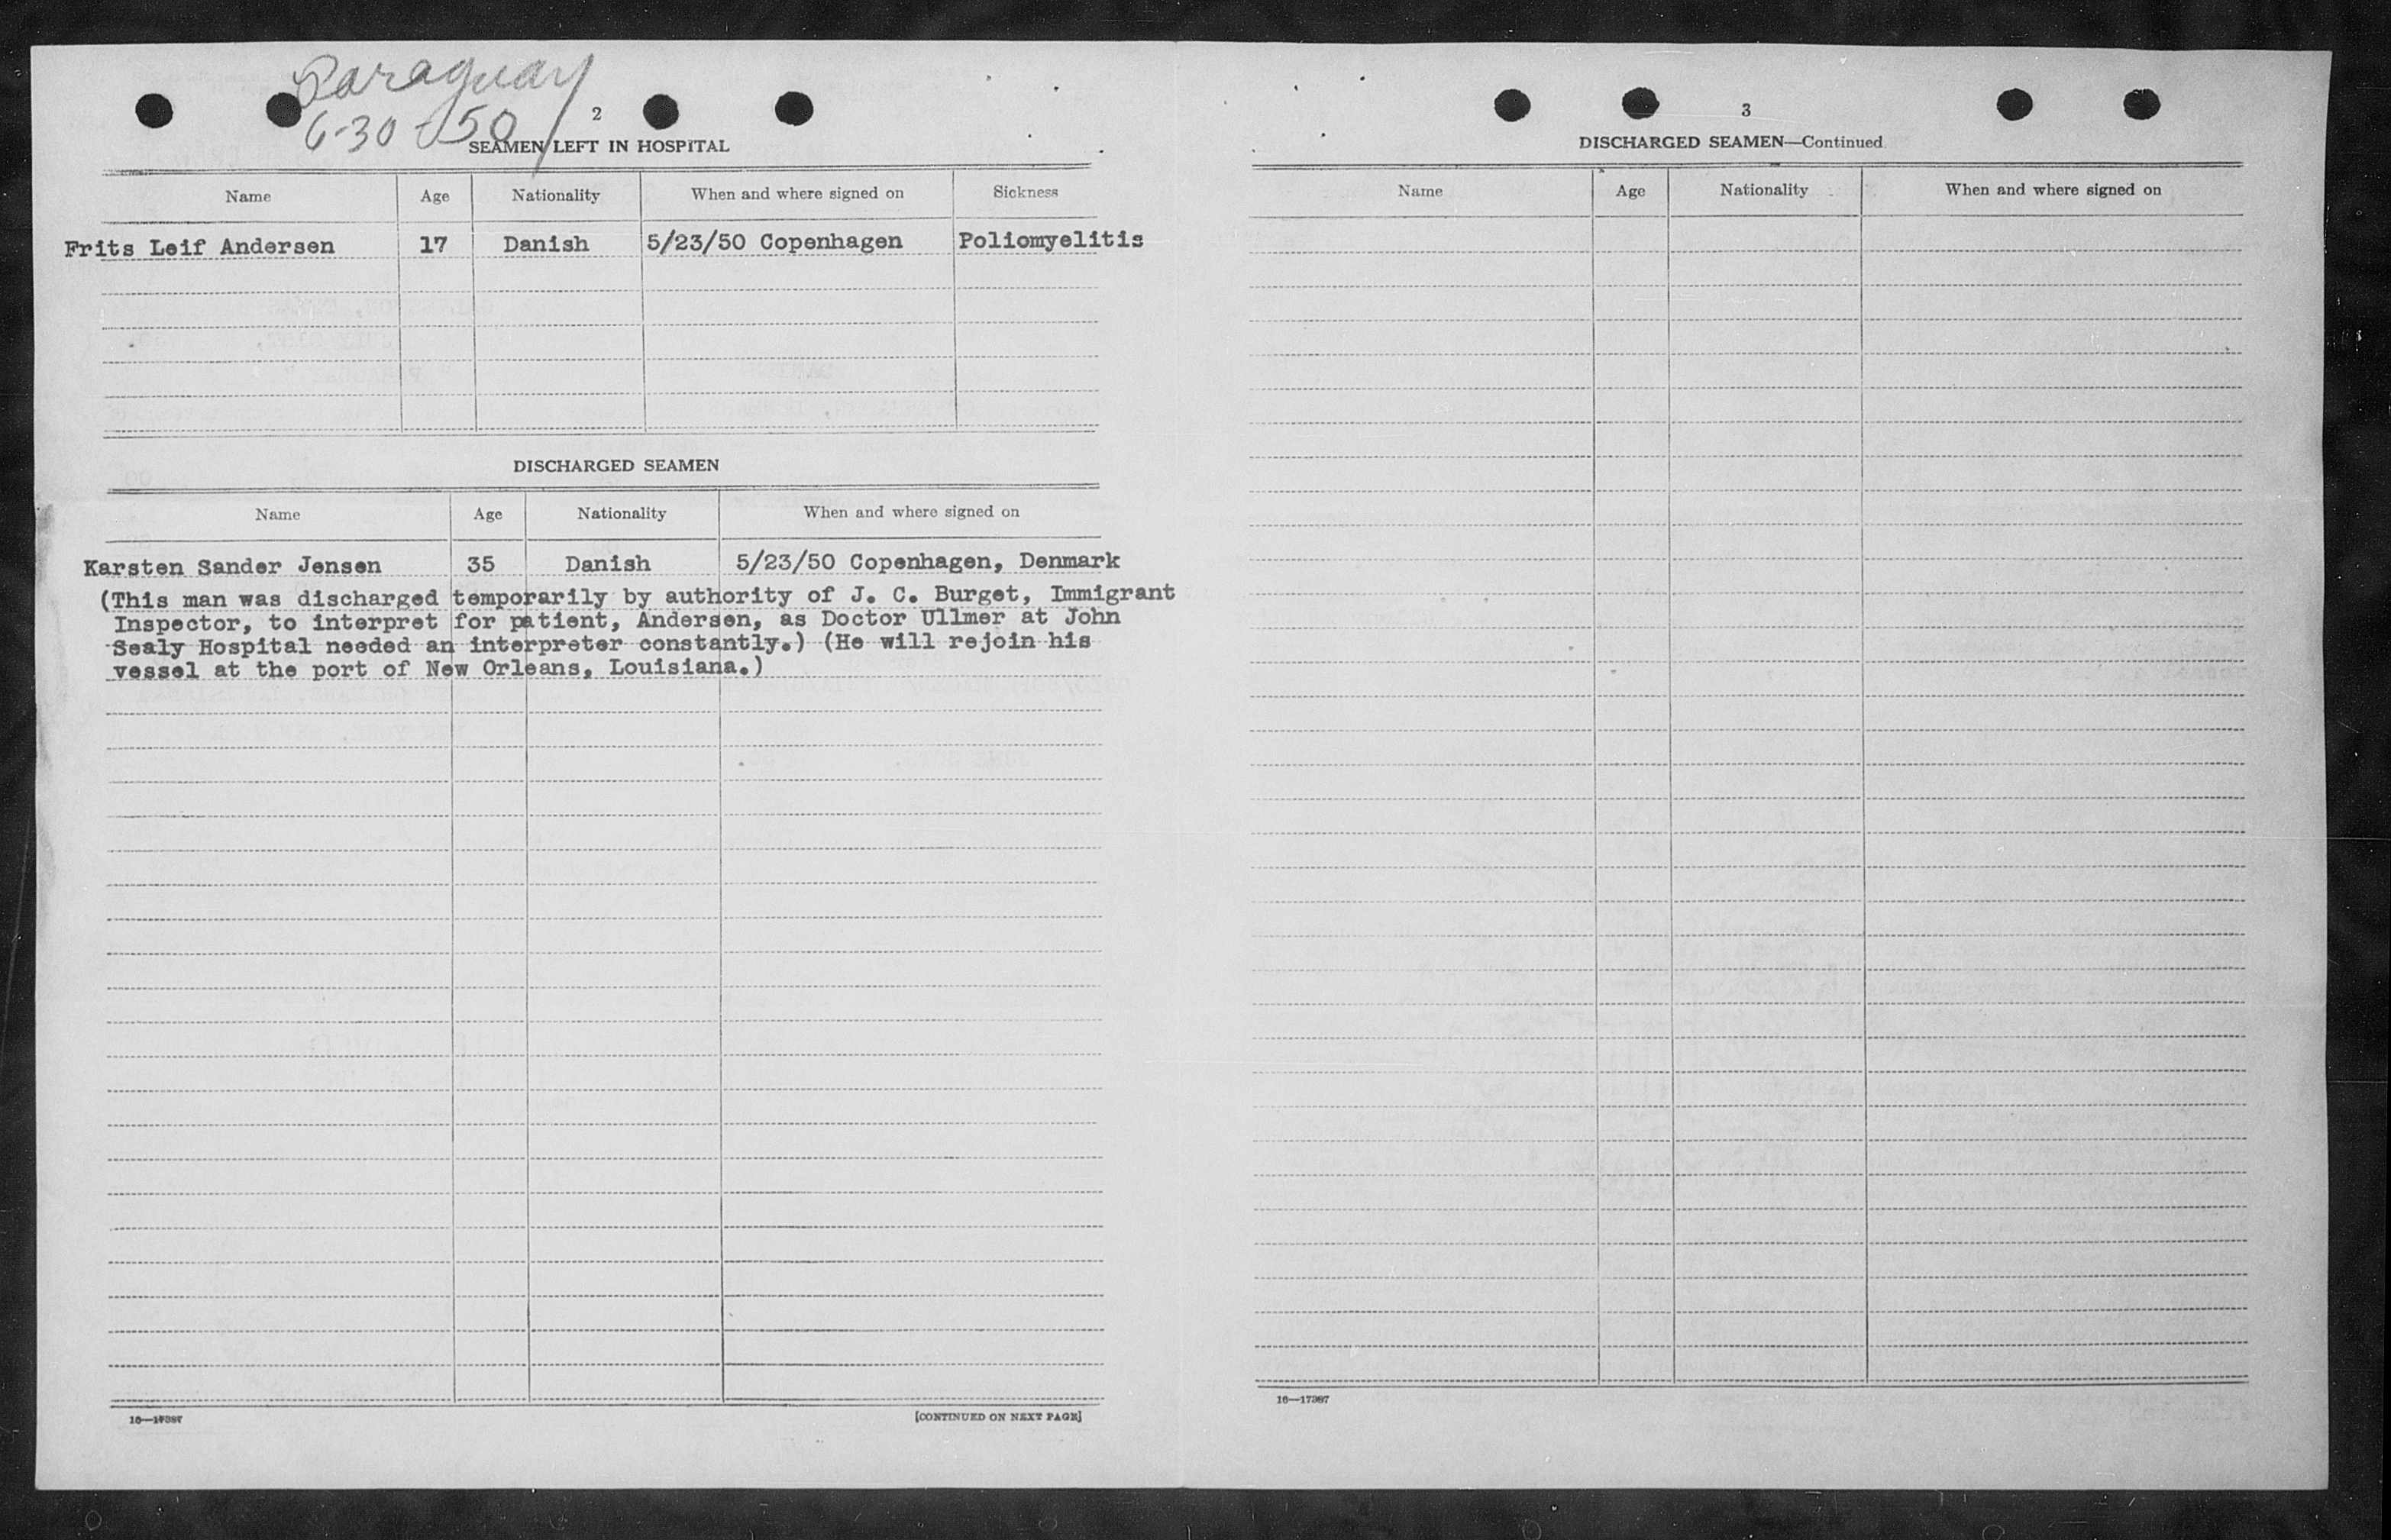 Paraguay
6-30-50
2
SEAMEN LEFT IN HOSPITAL
Name Age Nationality When and where signed on Sickness
Frits Leif Andersen 17 Danish 5/23/50 Copenhagen Poliomyelitis
DISCHARGED SEAMEN
Name Age Nationality When and where signed on
Karsten Sander Jensen 35 Danish 5/23/50 Copenhagen, Denmark
(This man was discharged temporarily by authority of J. C. Burget, Immigrant
Inspector, to interpret for patient, Andersen, as Doctor Ullmer at John
Sealy Hospital needed an interpreter constantly.) (He will rejoin his
vessel at the port of New Orleans, Louisiana.)
16—17387
[CONTINUED ON NEXT PAGE]
3
DISCHARGED SEAMEN—Continued
Name Age Nationality When and where signed on
16—17387